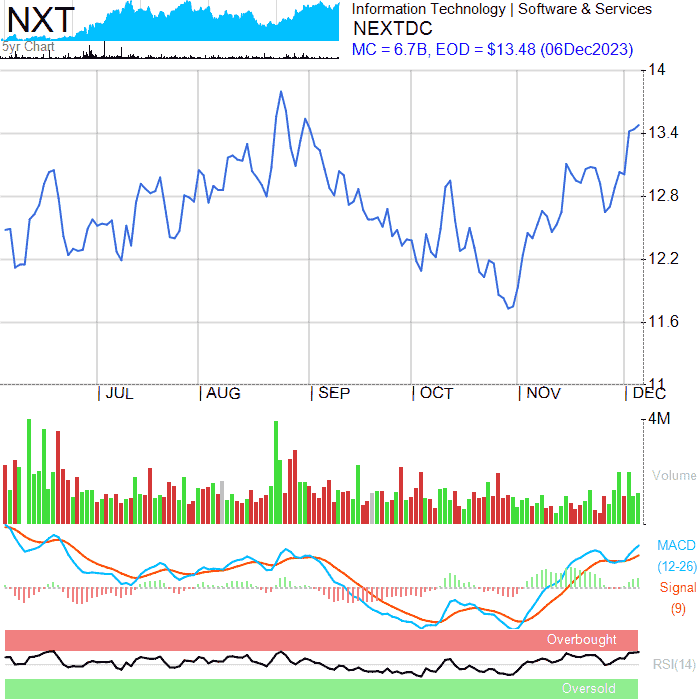 NXT
5yr Chart
Information Technology | Software & Services
NEXTDC
MC = 6.7B, EOD = $13.48 (06Dec2023)
14
13.4
12.8
12.2
11.6
11
JUL AUG SEP OCT NOV DEC
4M
Volume
MACD
(12-26)
Signal
(9)
Overbought
RSI(14)
Oversold